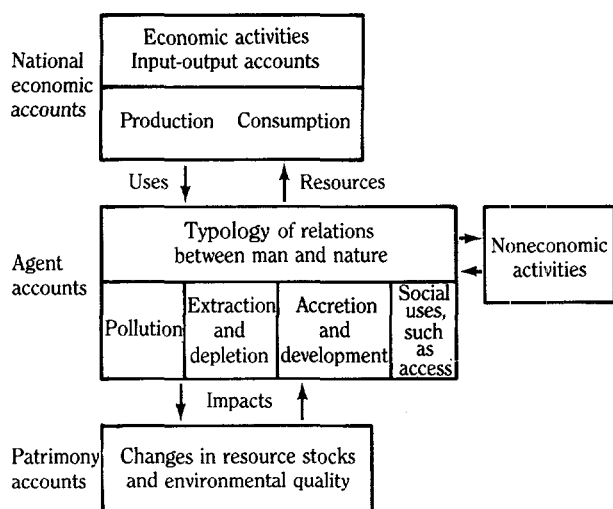 National
economic
accounts
Economic activities
Input-output accounts
Production Consumption
Uses Resources
Agent
accounts
Typology of relations
between man and nature
Noneconomic
activities
Pollution
Extraction
and
depletion
Accretion
and
development
Social
uses,
such
as
access
Impacts
Patrimony
accounts
Changes in resource stocks
and environmental quality